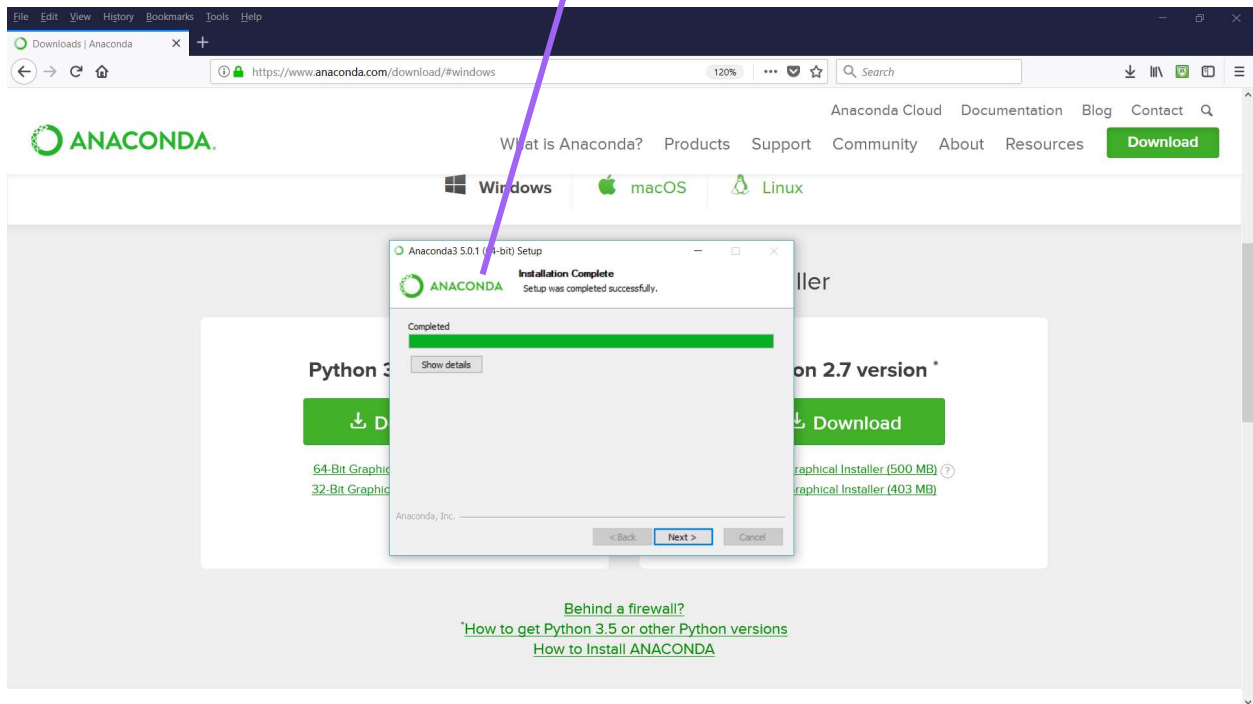 File Edit View History Bookmarks Tools Help
Downloads | Anaconda
https://www.anaconda.com/download/#windows 120% Search
Anaconda Cloud Documentation Blog Contact
ANACONDA. What is Anaconda? Products Support Community About Resources Download
Windows macOS Linux
Anaconda3 5.0.1 (64-bit) Setup
Installation Complete
ANACONDA Setup was completed successfully.
ller
Completed
Show details
Python 3 on 2.7 version *
D Download
64-Bit Graphic raphical Installer (500 MB) ?
32-Bit Graphic raphical Installer (403 MB)
Anaconda, Inc.
< Back Next > Cancel
Behind a firewall?
*How to get Python 3.5 or other Python versions
How to Install ANACONDA